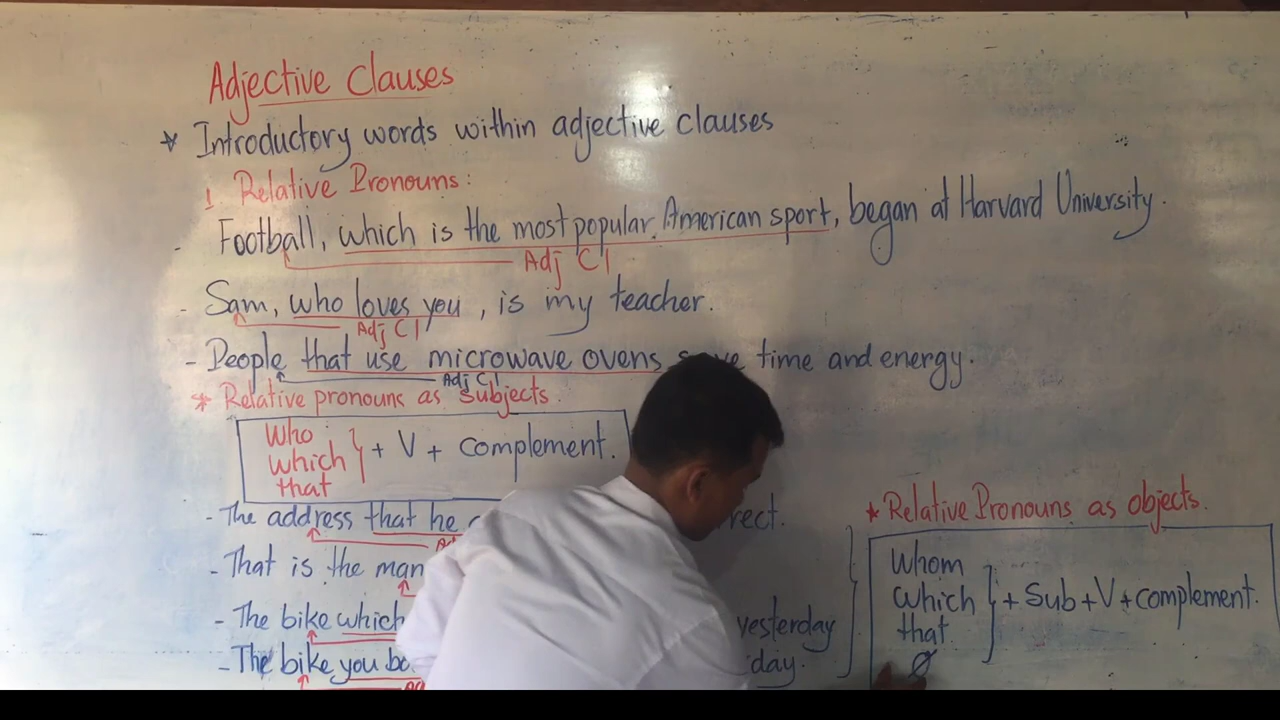 Adjective Clauses
* Introductory words within adjective clauses
1 Relative Pronouns:
- Football, which is the most popular American sport, began at Harvard University.
Adj Cl
- Sam, who loves you, is my teacher.
Adj Cl
- People that use microwave ovens time and energy.
Adj Cl
* Relative pronouns as subjects.
Who
which
that
+ V + complement.
- The address that he
- That is the man
- The bike which yesterday
- The bike you
* Relative Pronouns as objects.
Whom
which
that
Ø
+ Sub + V + complement.